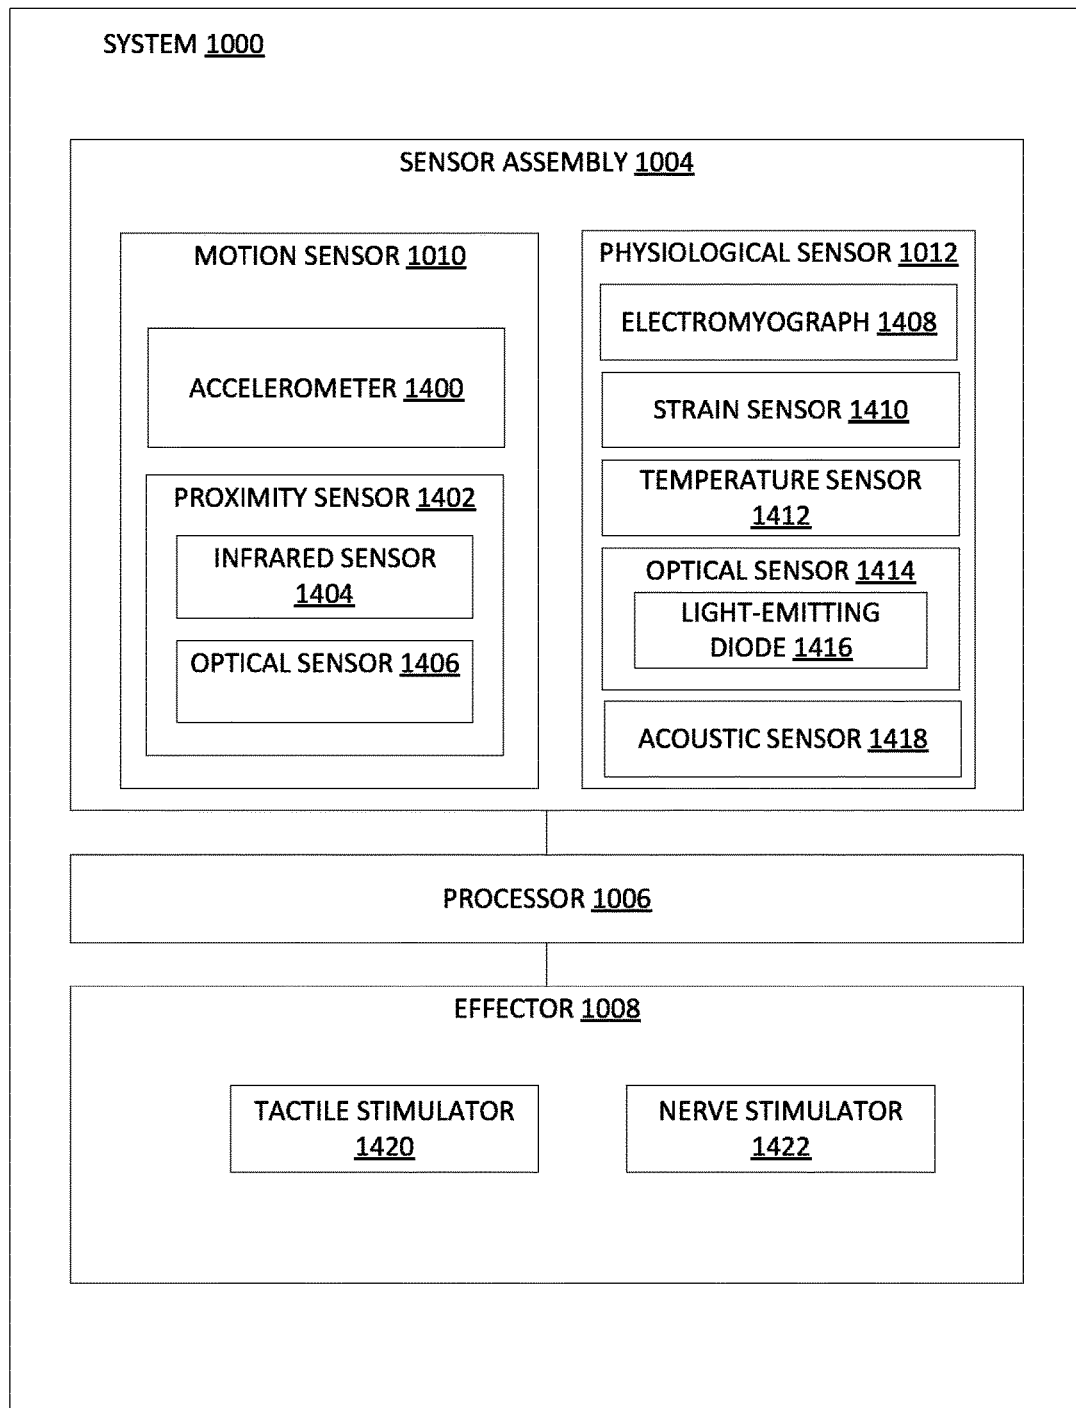 SYSTEM 1000
SENSOR ASSEMBLY 1004
MOTION SENSOR 1010
ACCELEROMETER 1400
PROXIMITY SENSOR 1402
INFRARED SENSOR
1404
OPTICAL SENSOR 1406
PHYSIOLOGICAL SENSOR 1012
ELECTROMYOGRAPH 1408
STRAIN SENSOR 1410
TEMPERATURE SENSOR
1412
OPTICAL SENSOR 1414
LIGHT-EMITTING
DIODE 1416
ACOUSTIC SENSOR 1418
PROCESSOR 1006
EFFECTOR 1008
TACTILE STIMULATOR
1420
NERVE STIMULATOR
1422